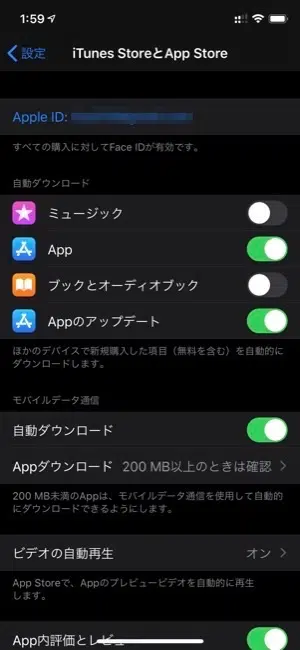 1:59
設定
iTunes StoreとApp Store
Apple ID:
すべての購入に対してFace IDが有効です。
自動ダウンロード
ミュージック
App
ブックとオーディオブック
Appのアップデート
ほかのデバイスで新規購入した項目（無料を含む）を自動的に
ダウンロードします。
モバイルデータ通信
自動ダウンロード
Appダウンロード 200 MB以上のときは確認
200 MB未満のAppは、モバイルデータ通信を使用して自動的
にダウンロードできるようにします。
ビデオの自動再生 オン
App Storeで、Appのプレビュービデオを自動的に再生
します。
App内評価とレビュー